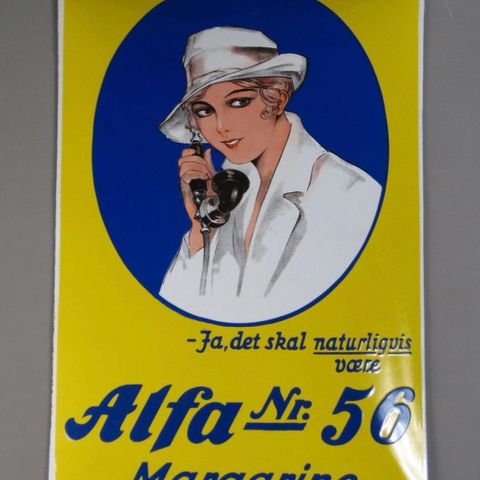 -Ja, det skal naturligvis
være
Alfa Nr. 56
Margarine